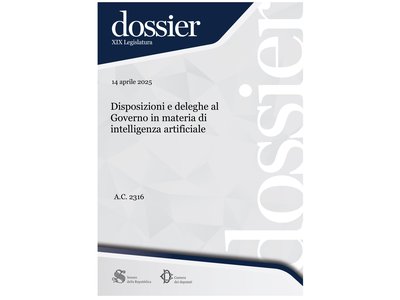 dossier
XIX Legislatura
14 aprile 2025
Disposizioni e deleghe al
Governo in materia di
intelligenza artificiale
A.C. 2316
dossier
Senato
della Repubblica
Camera
dei deputati